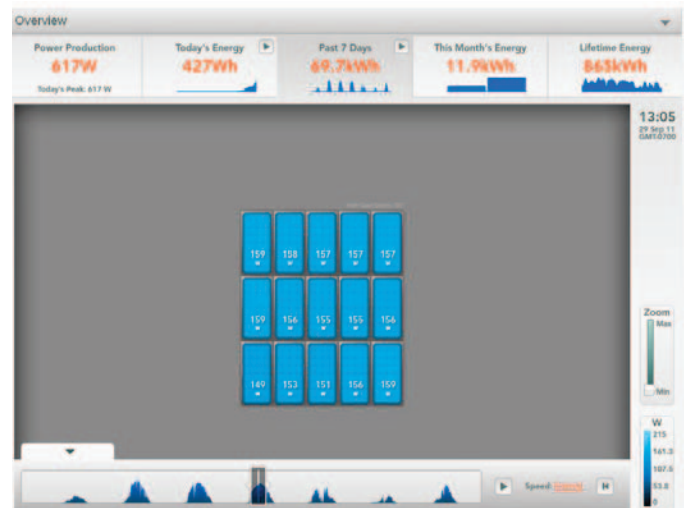 Overview
Power Production
617W
Today's Peak: 617 W
Today's Energy
427Wh
Past 7 Days
69.7kWh
This Month's Energy
11.9kWh
Lifetime Energy
863kWh
13:05
29 Sep 11
GMT-0700
159 158 157 157 157
W W W W W
159 156 155 155 156
W W W W W
149 153 151 156 159
W W W W W
Zoom
Max
Min
W
215
161.3
107.5
53.8
0
Speed: